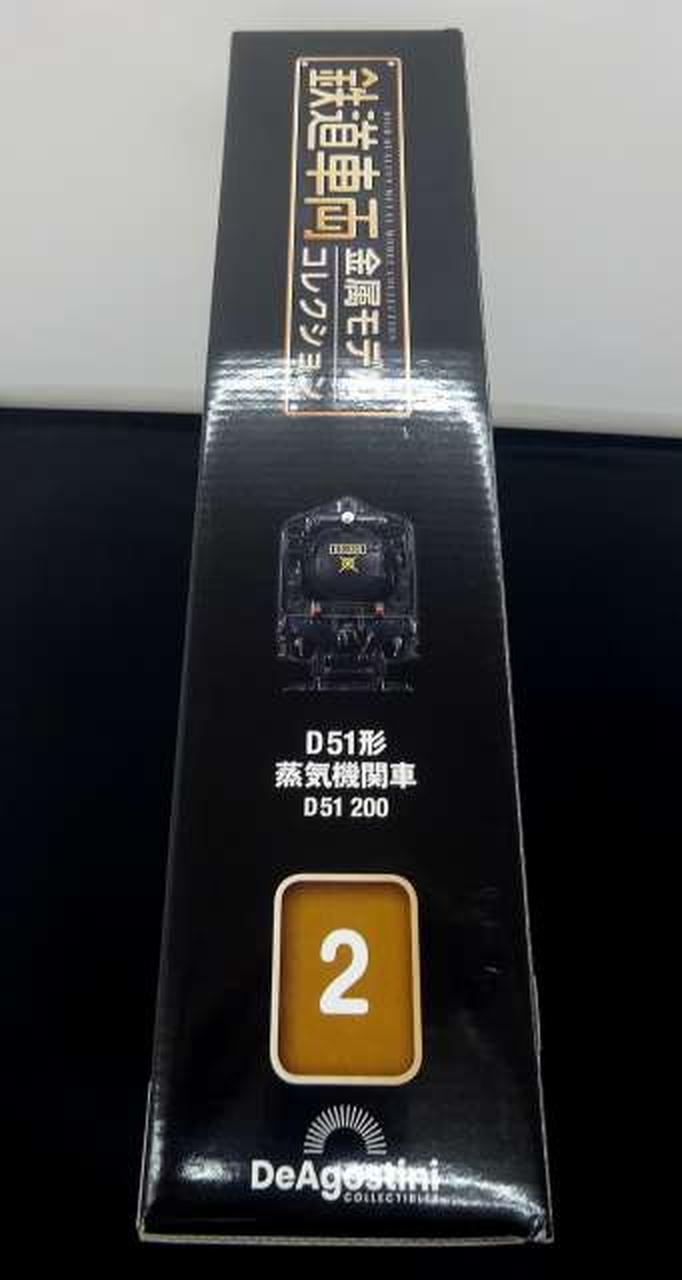 鉄道車両
金属モデル
コレクション
D51形
蒸気機関車
D51 200
2
DeAgostini
COLLECTIBLES